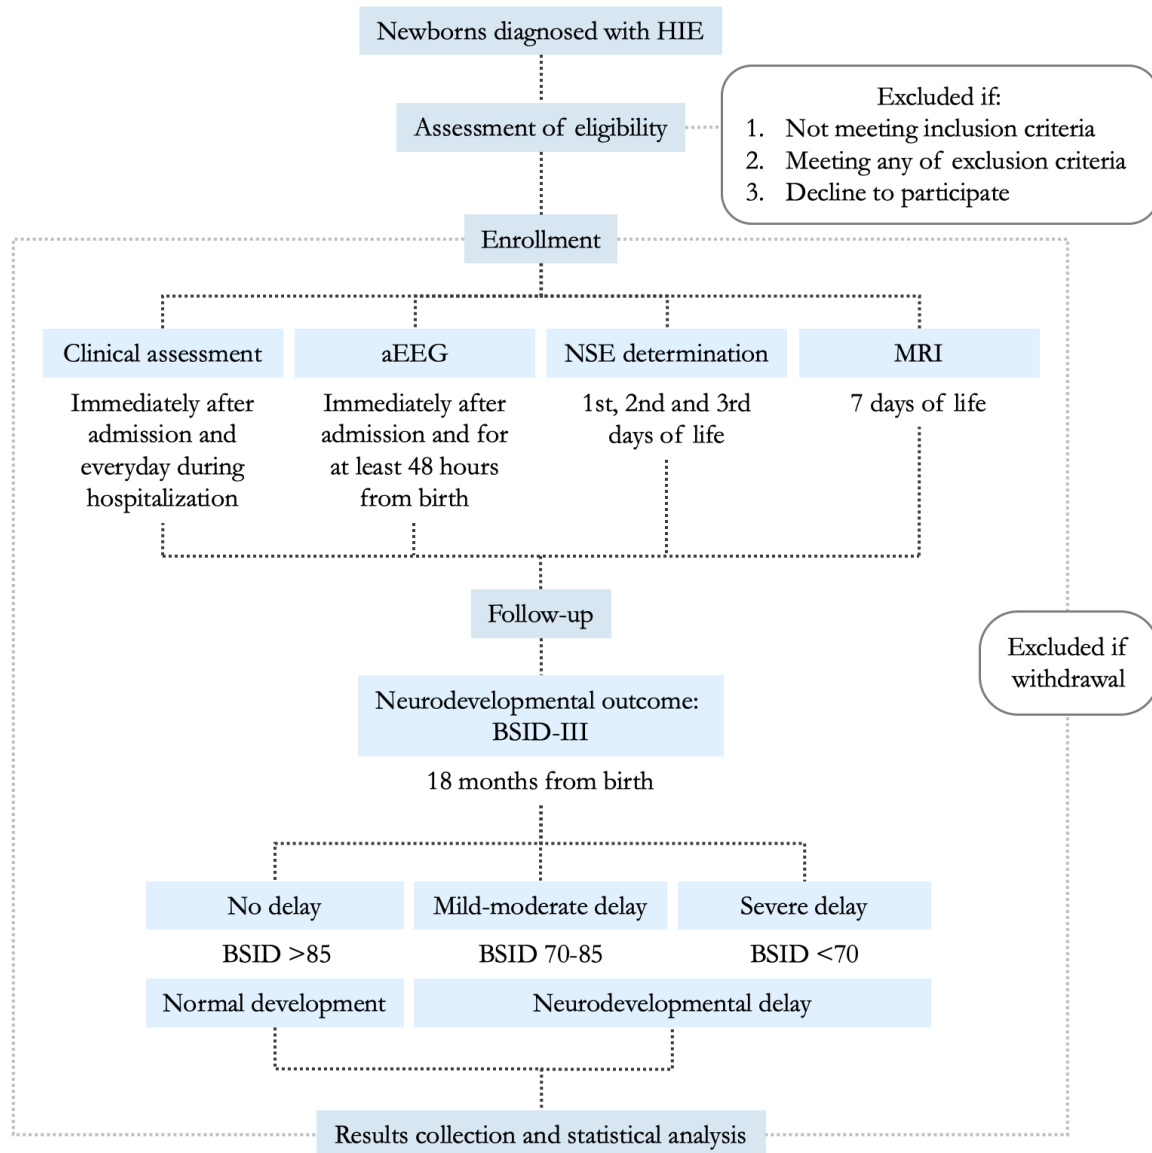 Newborns diagnosed with HIE
Assessment of eligibility
Excluded if:
1. Not meeting inclusion criteria
2. Meeting any of exclusion criteria
3. Decline to participate
Enrollment
Clinical assessment
Immediately after
admission and
everyday during
hospitalization
aEEG
Immediately after
admission and for
at least 48 hours
from birth
NSE determination
1st, 2nd and 3rd
days of life
MRI
7 days of life
Follow-up
Excluded if
withdrawal
Neurodevelopmental outcome:
BSID-III
18 months from birth
No delay
BSID >85
Mild-moderate delay
BSID 70-85
Severe delay
BSID <70
Normal development
Neurodevelopmental delay
Results collection and statistical analysis